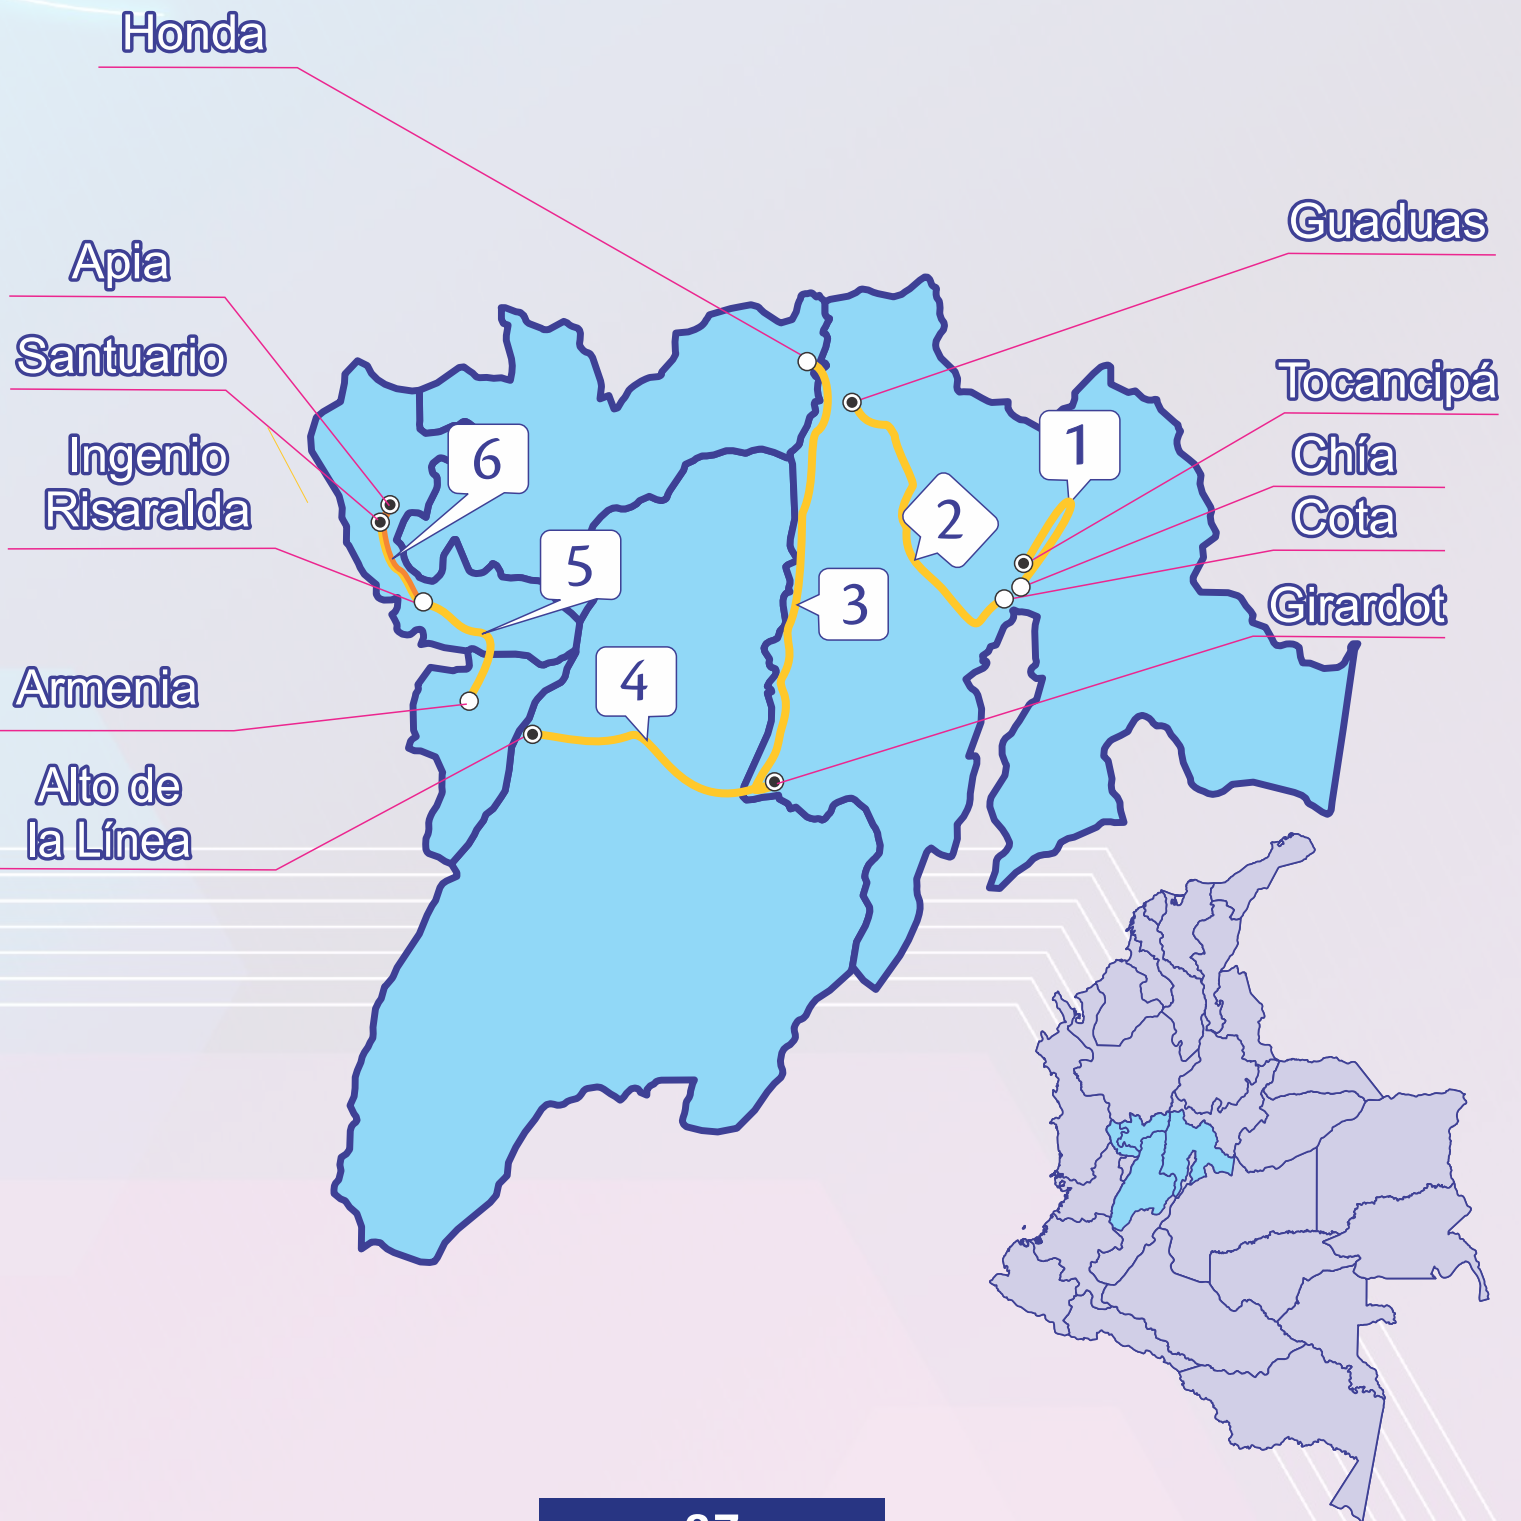 Honda
Guaduas
Apia
Santuario
Tocancipá
Ingenio
Risaralda
Chía
Cota
Girardot
Armenia
Alto de
la Línea
1
2
3
4
5
6